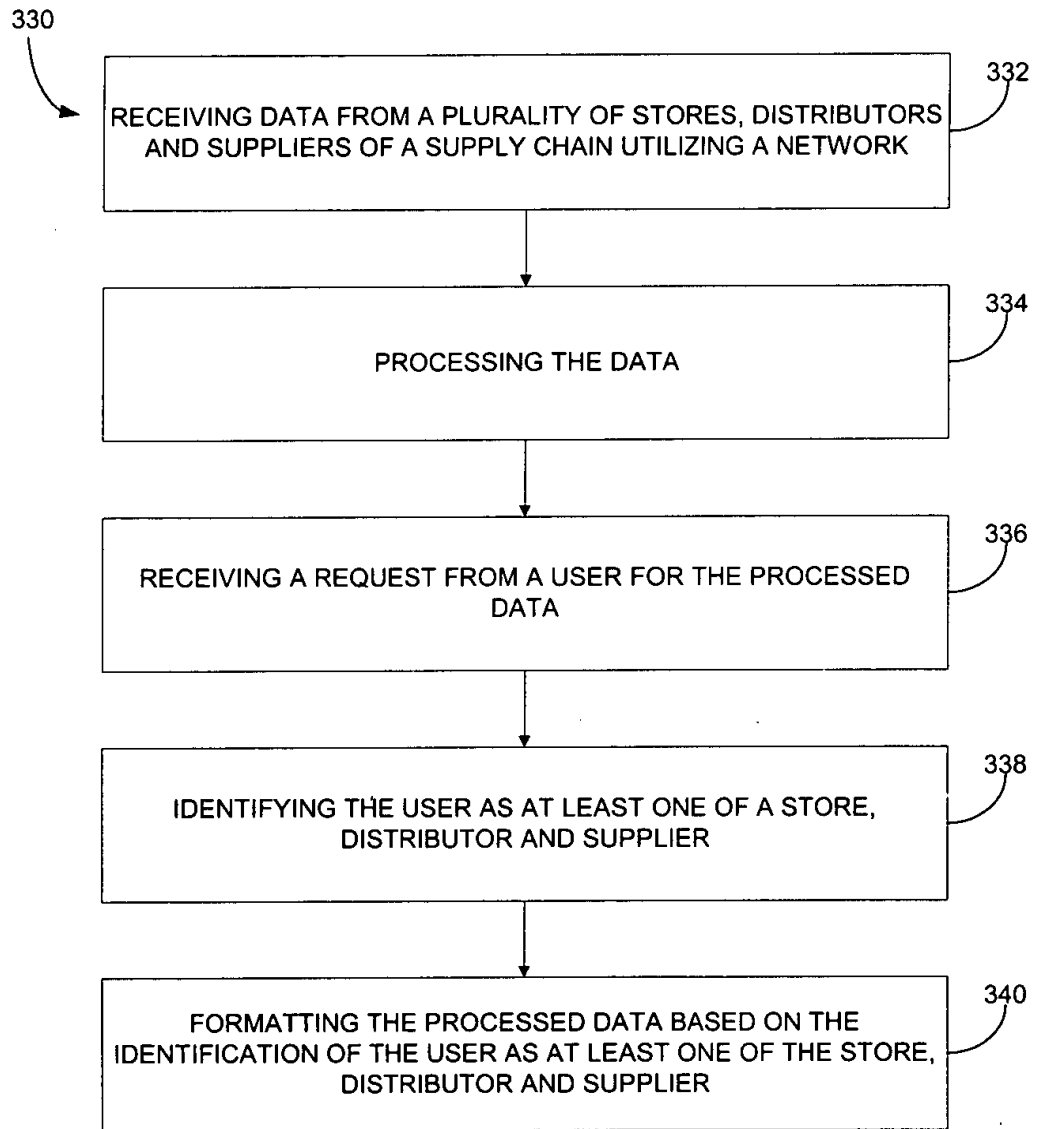 330
332
RECEIVING DATA FROM A PLURALITY OF STORES, DISTRIBUTORS
AND SUPPLIERS OF A SUPPLY CHAIN UTILIZING A NETWORK
334
PROCESSING THE DATA
336
RECEIVING A REQUEST FROM A USER FOR THE PROCESSED
DATA
338
IDENTIFYING THE USER AS AT LEAST ONE OF A STORE,
DISTRIBUTOR AND SUPPLIER
340
FORMATTING THE PROCESSED DATA BASED ON THE
IDENTIFICATION OF THE USER AS AT LEAST ONE OF THE STORE,
DISTRIBUTOR AND SUPPLIER